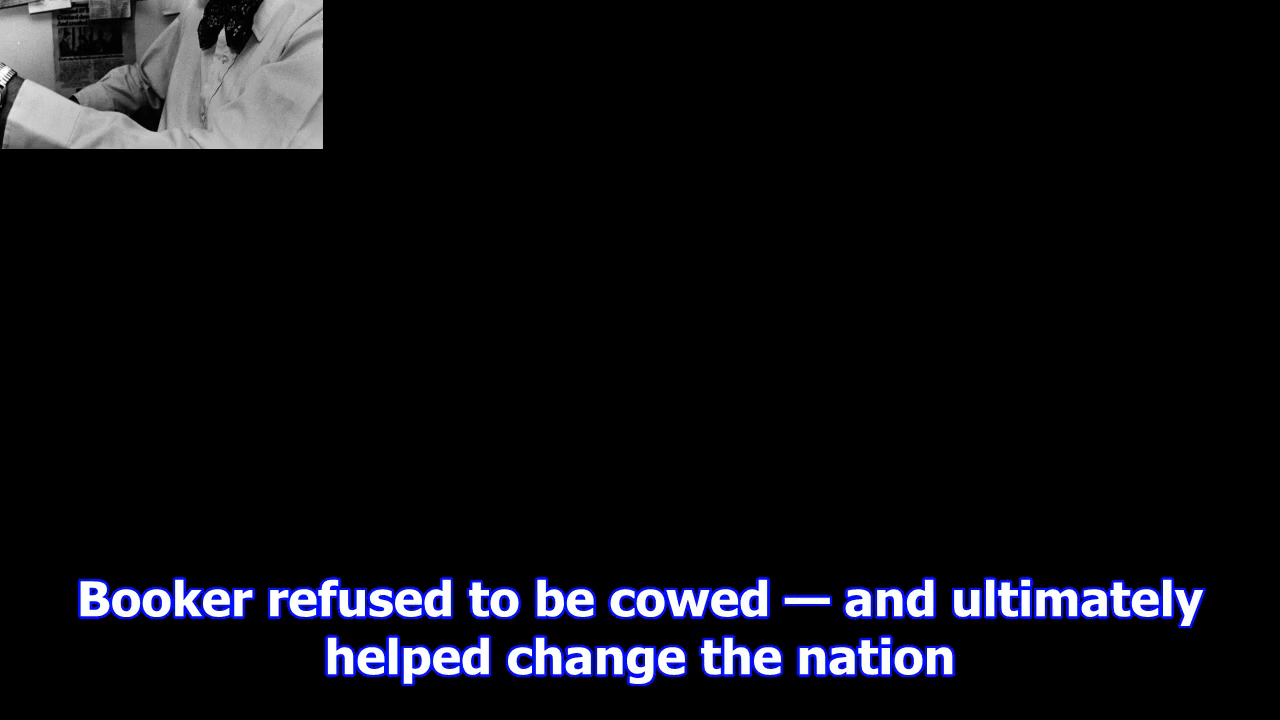 Booker refused to be cowed — and ultimately
helped change the nation